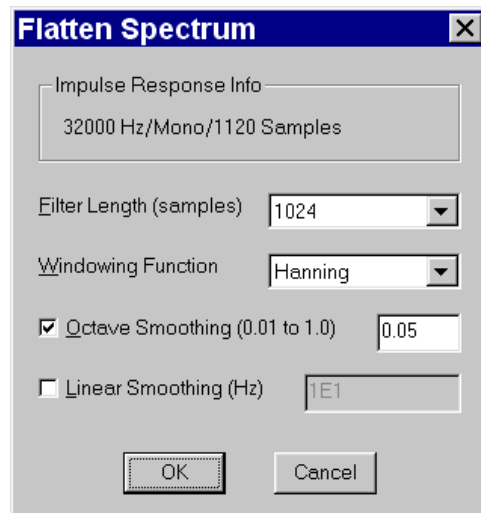 Flatten Spectrum
Impulse Response Info
32000 Hz/Mono/1120 Samples
Filter Length (samples) 1024
Windowing Function Hanning
Octave Smoothing (0.01 to 1.0) 0.05
Linear Smoothing (Hz) 1E1
OK Cancel